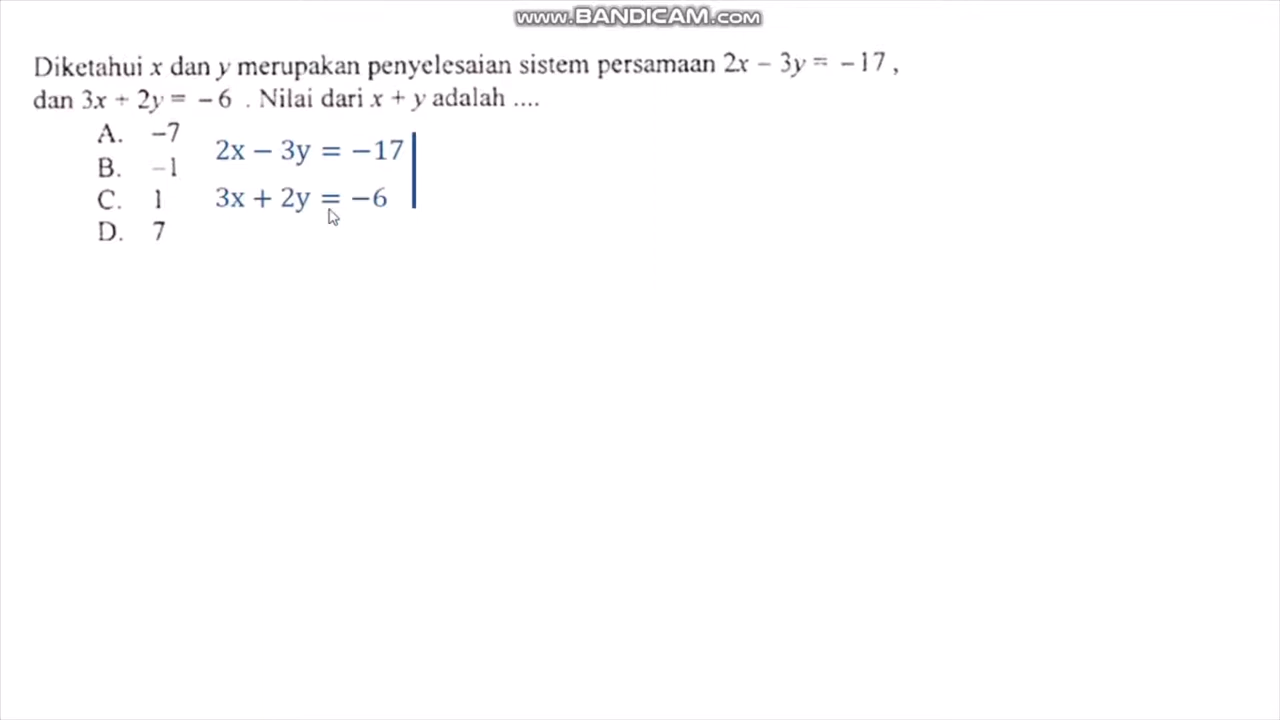 www.BANDICAM.com
Diketahui x dan y merupakan penyelesaian sistem persamaan 2x − 3y = −17 ,
dan 3x + 2y = −6 . Nilai dari x + y adalah ....
A. −7
B. −1
C. 1
D. 7
2x − 3y = −17
3x + 2y = −6